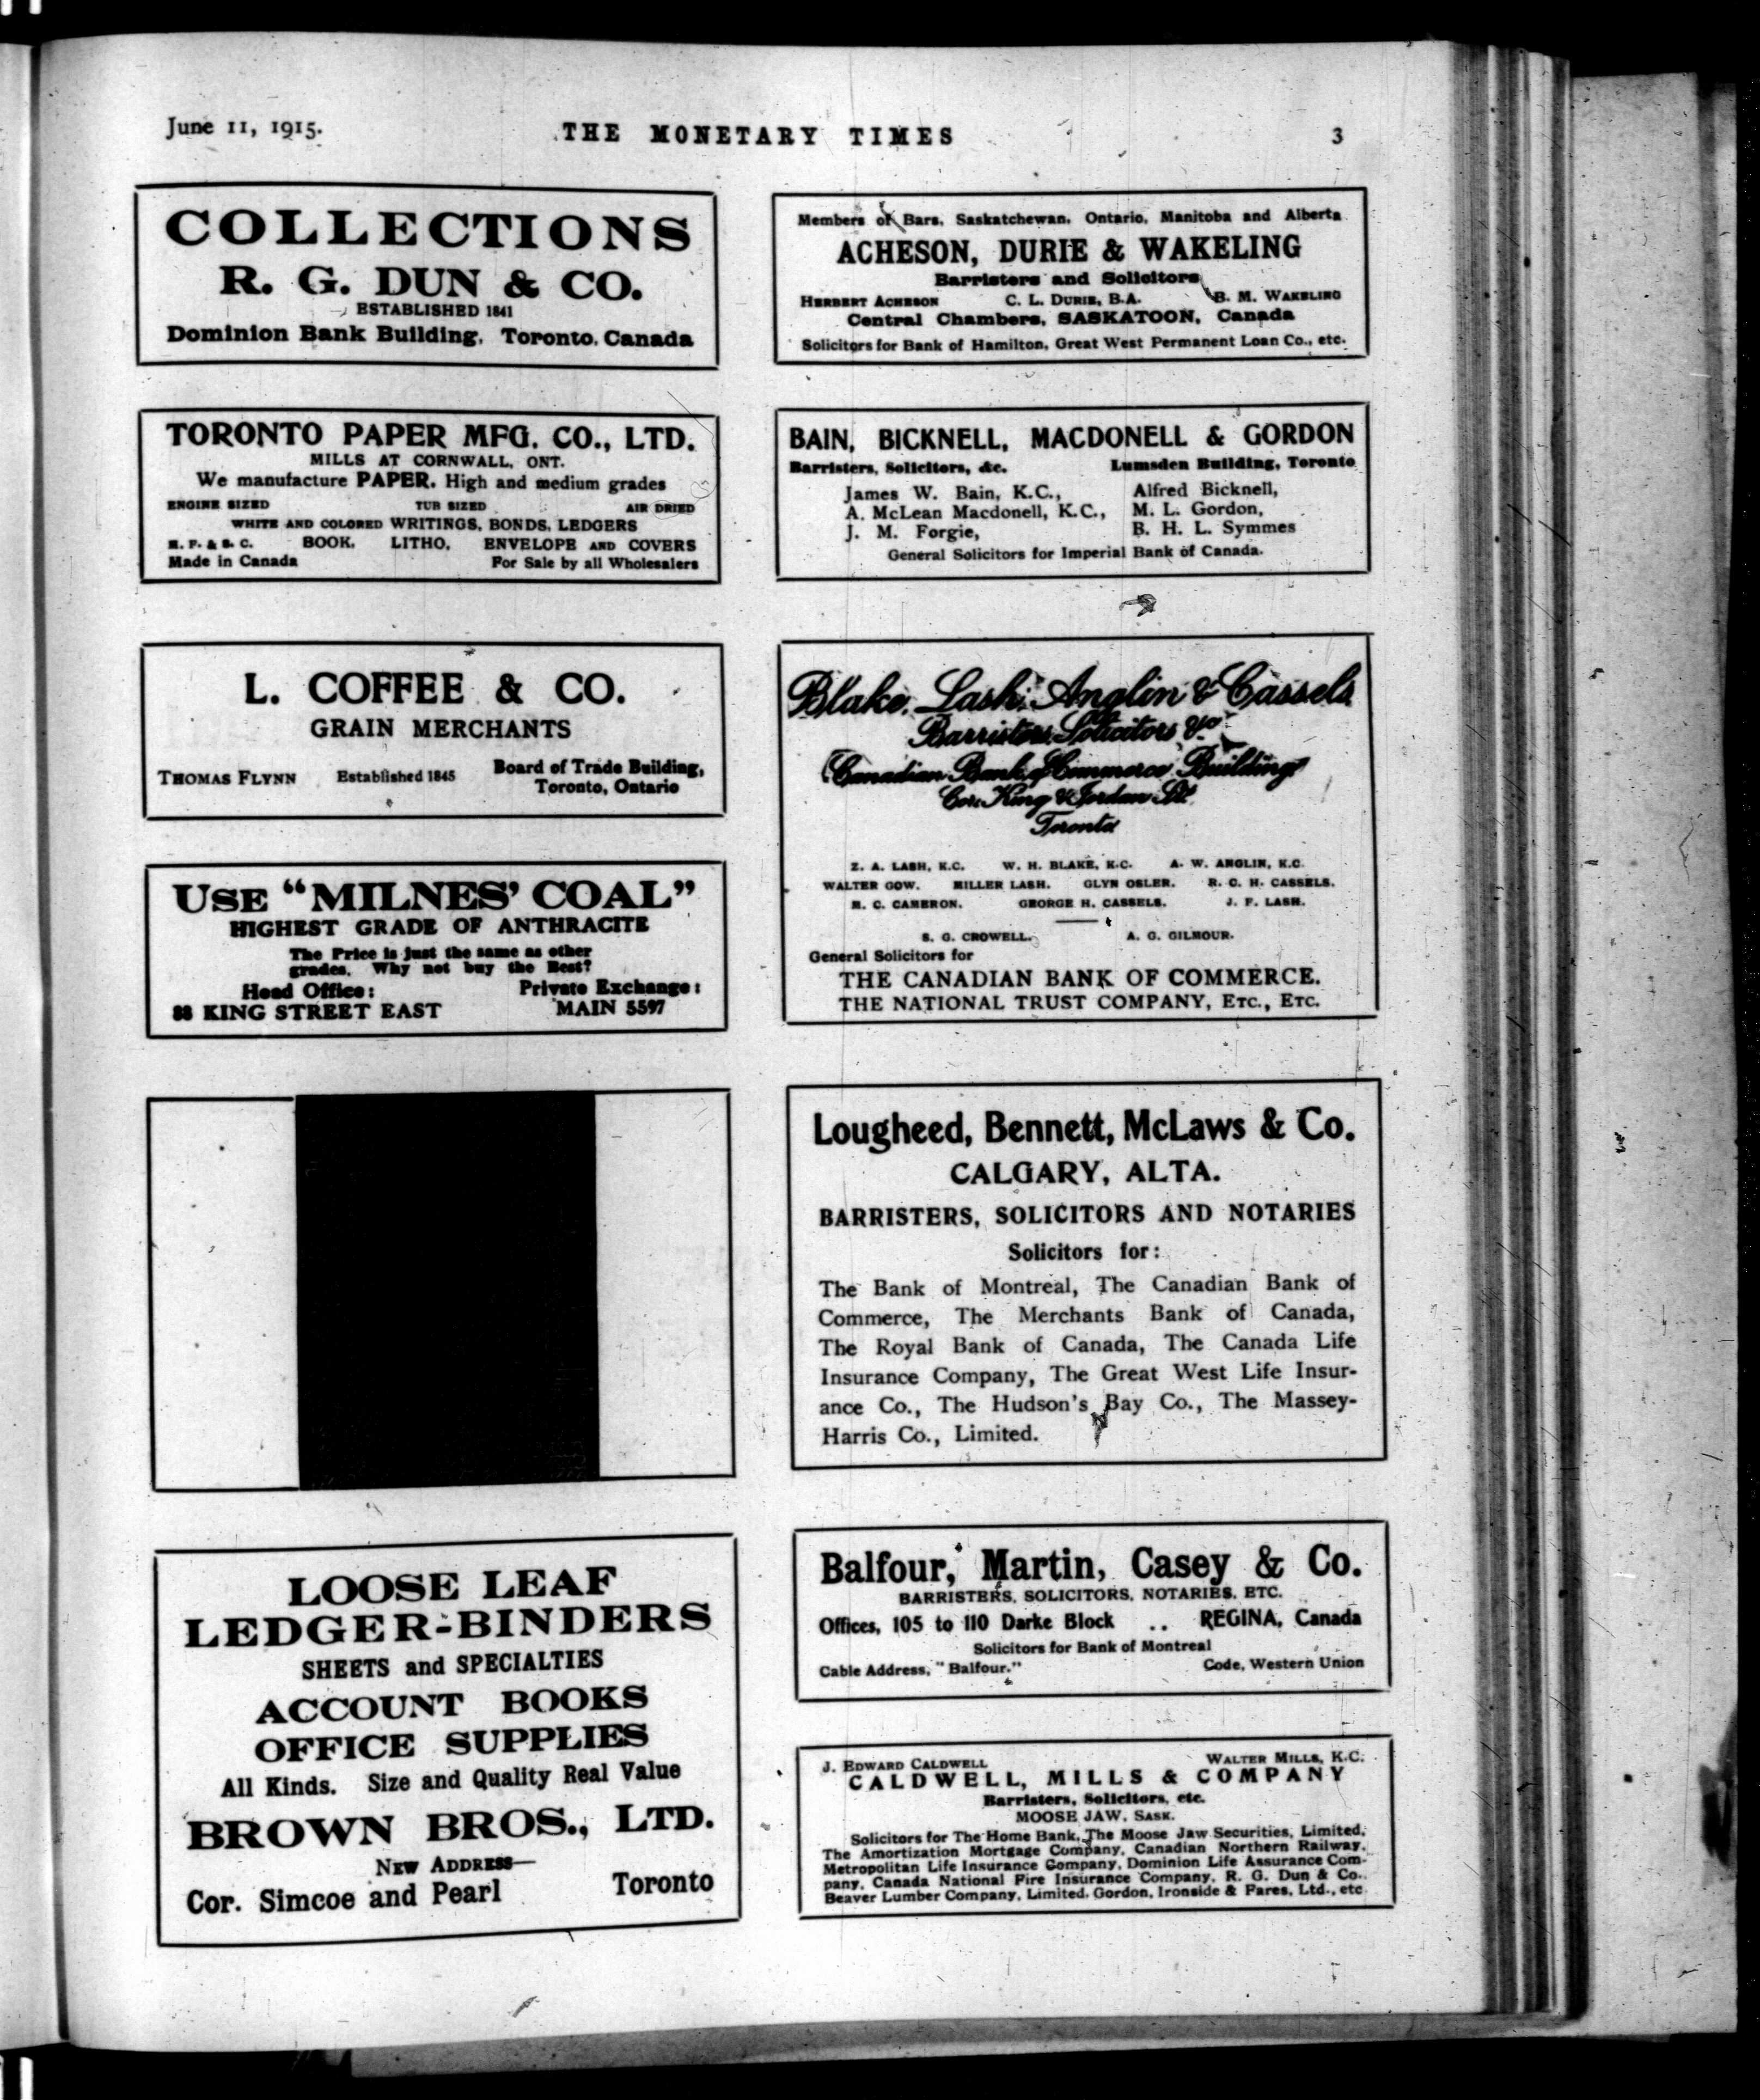 June 11, 1915.
THE MONETARY TIMES
3
COLLECTIONS
R. G. DUN & CO.
ESTABLISHED 1841
Dominion Bank Building, Toronto, Canada
TORONTO PAPER MFG. CO., LTD.
MILLS AT CORNWALL, ONT.
We manufacture PAPER. High and medium grades
ENGINE SIZED TUB SIZED AIR DRIED
WHITE AND COLORED WRITINGS, BONDS, LEDGERS
M. F. & S. C. BOOK, LITHO, ENVELOPE AND COVERS
Made in Canada For Sale by all Wholesalers
L. COFFEE & CO.
GRAIN MERCHANTS
THOMAS FLYNN Established 1845 Board of Trade Building,
Toronto, Ontario
USE "MILNES' COAL"
HIGHEST GRADE OF ANTHRACITE
The Price is just the same as other
grades. Why not buy the Best?
Head Office: Private Exchange:
88 KING STREET EAST MAIN 5597
LOOSE LEAF
LEDGER-BINDERS
SHEETS and SPECIALTIES
ACCOUNT BOOKS
OFFICE SUPPLIES
All Kinds. Size and Quality Real Value
BROWN BROS., LTD.
NEW ADDRESS—
Cor. Simcoe and Pearl Toronto
Members of Bars, Saskatchewan, Ontario, Manitoba and Alberta
ACHESON, DURIE & WAKELING
Barristers and Solicitors
HERBERT ACHESON C. L. DURIE, B.A. B. M. WAKELING
Central Chambers, SASKATOON, Canada
Solicitors for Bank of Hamilton, Great West Permanent Loan Co., etc.
BAIN, BICKNELL, MACDONELL & GORDON
Barristers, Solicitors, &c. Lumsden Building, Toronto
James W. Bain, K.C., Alfred Bicknell,
A. McLean Macdonell, K.C., M. L. Gordon,
J. M. Forgie, B. H. L. Symmes
General Solicitors for Imperial Bank of Canada.
Blake, Lash, Anglin & Cassels
Barristers, Solicitors &c
Canadian Bank of Commerce Building
Cor. King & Jordan Sts
Toronto
Z. A. LASH, K.C. W. H. BLAKE, K.C. A. W. ANGLIN, K.C.
WALTER GOW. MILLER LASH. GLYN OSLER. R. C. H. CASSELS.
M. C. CAMERON. GEORGE H. CASSELS. J. F. LASH.
S. G. CROWELL. A. G. GILMOUR.
General Solicitors for
THE CANADIAN BANK OF COMMERCE.
THE NATIONAL TRUST COMPANY, ETC., ETC.
Lougheed, Bennett, McLaws & Co.
CALGARY, ALTA.
BARRISTERS, SOLICITORS AND NOTARIES
Solicitors for:
The Bank of Montreal, The Canadian Bank of
Commerce, The Merchants Bank of Canada,
The Royal Bank of Canada, The Canada Life
Insurance Company, The Great West Life Insur-
ance Co., The Hudson's Bay Co., The Massey-
Harris Co., Limited.
Balfour, Martin, Casey & Co.
BARRISTERS, SOLICITORS, NOTARIES, ETC.
Offices, 105 to 110 Darke Block .. REGINA, Canada
Solicitors for Bank of Montreal
Cable Address, "Balfour." Code, Western Union
J. EDWARD CALDWELL WALTER MILLS, K.C.
CALDWELL, MILLS & COMPANY
Barristers, Solicitors, etc.
MOOSE JAW, SASK.
Solicitors for The Home Bank, The Moose Jaw Securities, Limited,
The Amortization Mortgage Company, Canadian Northern Railway,
Metropolitan Life Insurance Company, Dominion Life Assurance Com-
pany, Canada National Fire Insurance Company, R. G. Dun & Co.,
Beaver Lumber Company, Limited, Gordon, Ironside & Fares, Ltd., etc